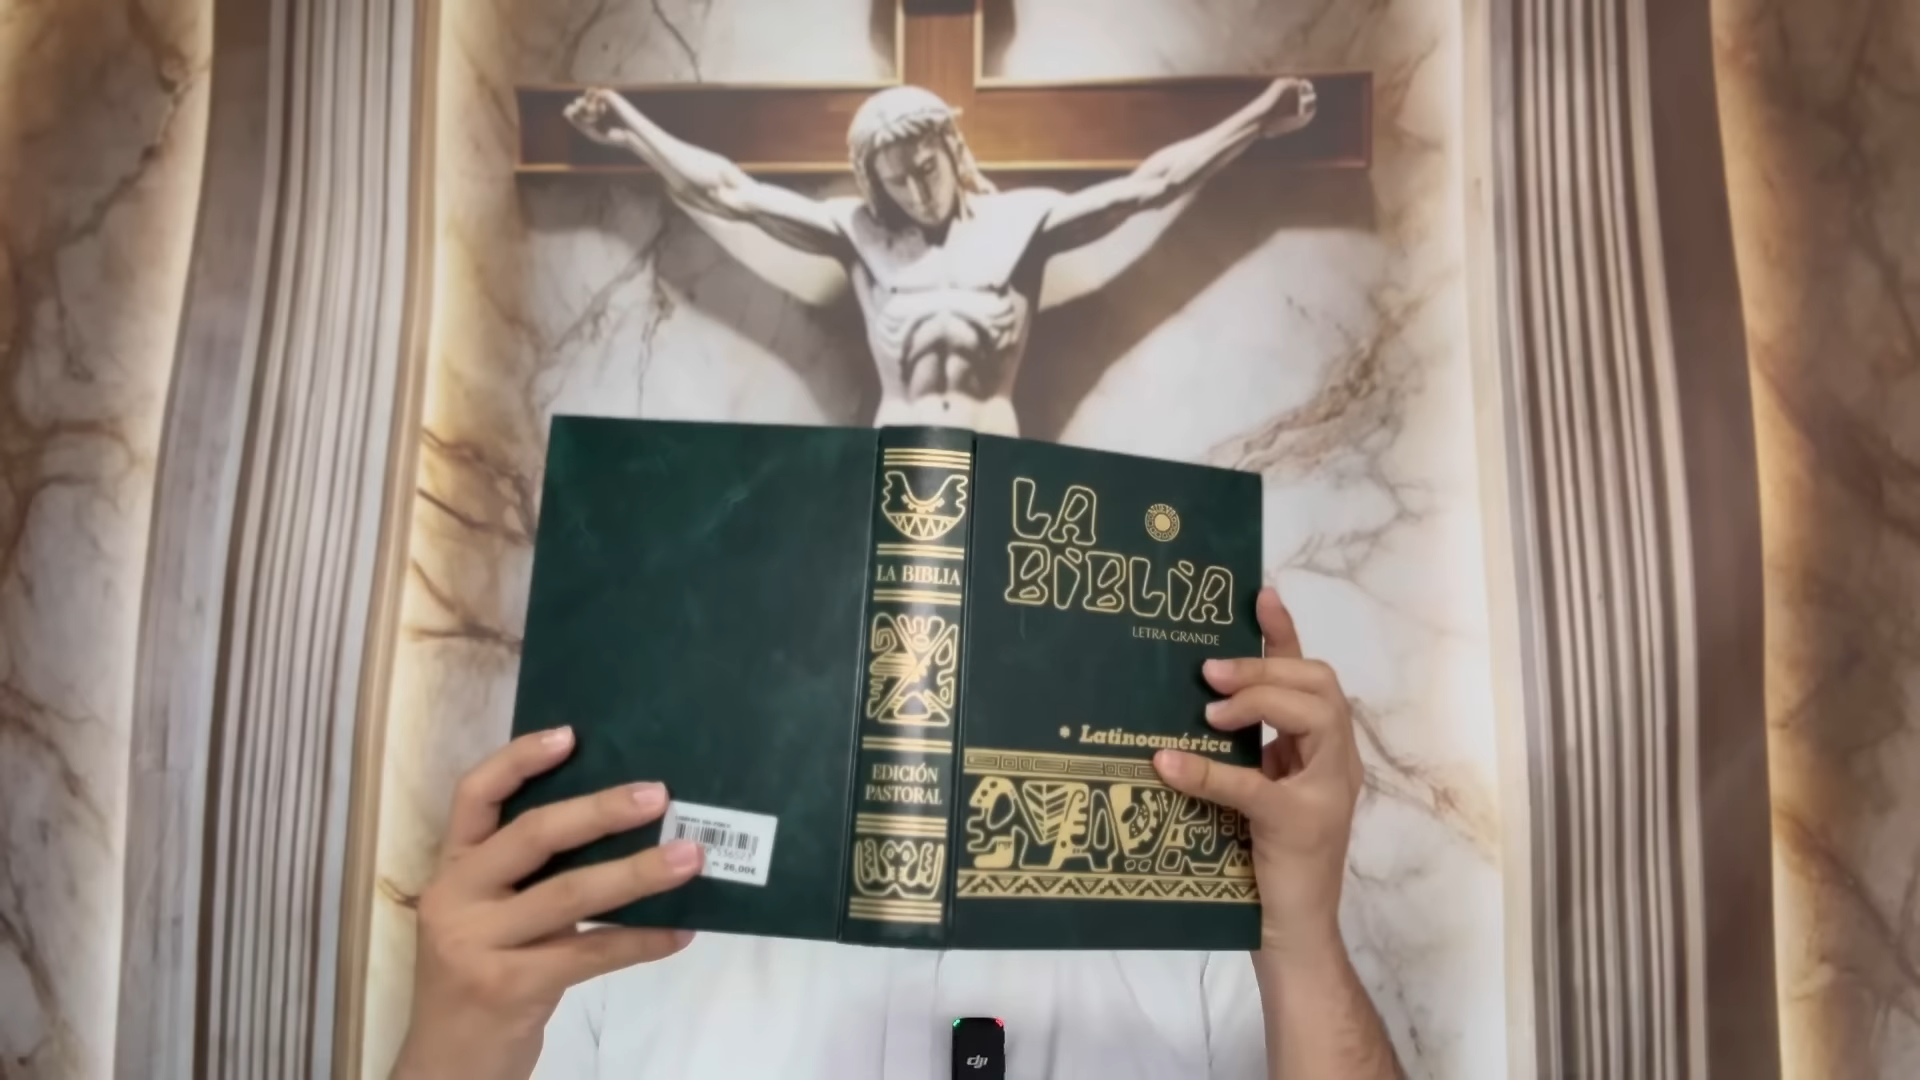 LA BIBLIA
EDICIÓN
PASTORAL
LA
BIBLIA
LETRA GRANDE
* Latinoamérica
26,00€
dji